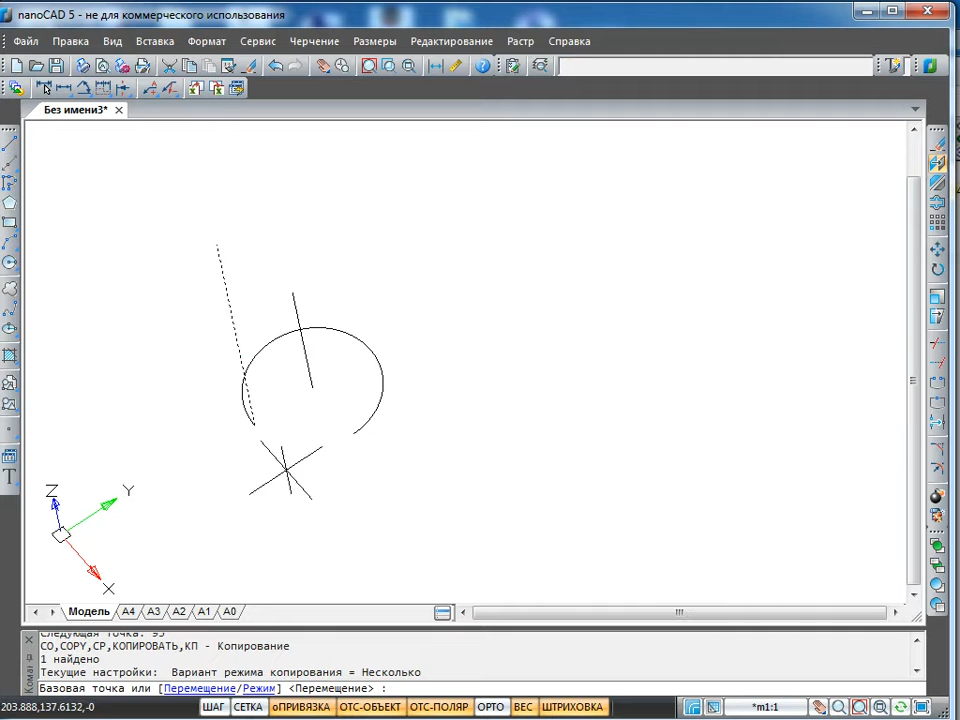 nanoCAD 5 - не для коммерческого использования
Файл Правка Вид Вставка Формат Сервис Черчение Размеры Редактирование Растр Справка
Без имени3*
Z
Y
X
Модель A4 A3 A2 A1 A0
Следующая точка: 95
CO,COPY,CP,КОПИРОВАТЬ,КП - Копирование
1 найдено
Текущие настройки: Вариант режима копирования = Несколько
Базовая точка или [Перемещение/Режим] <Перемещение> :
203.888,137.6132,-0 ШАГ СЕТКА оПРИВЯЗКА ОТС-ОБЪЕКТ ОТС-ПОЛЯР ОРТО ВЕС ШТРИХОВКА *m1:1